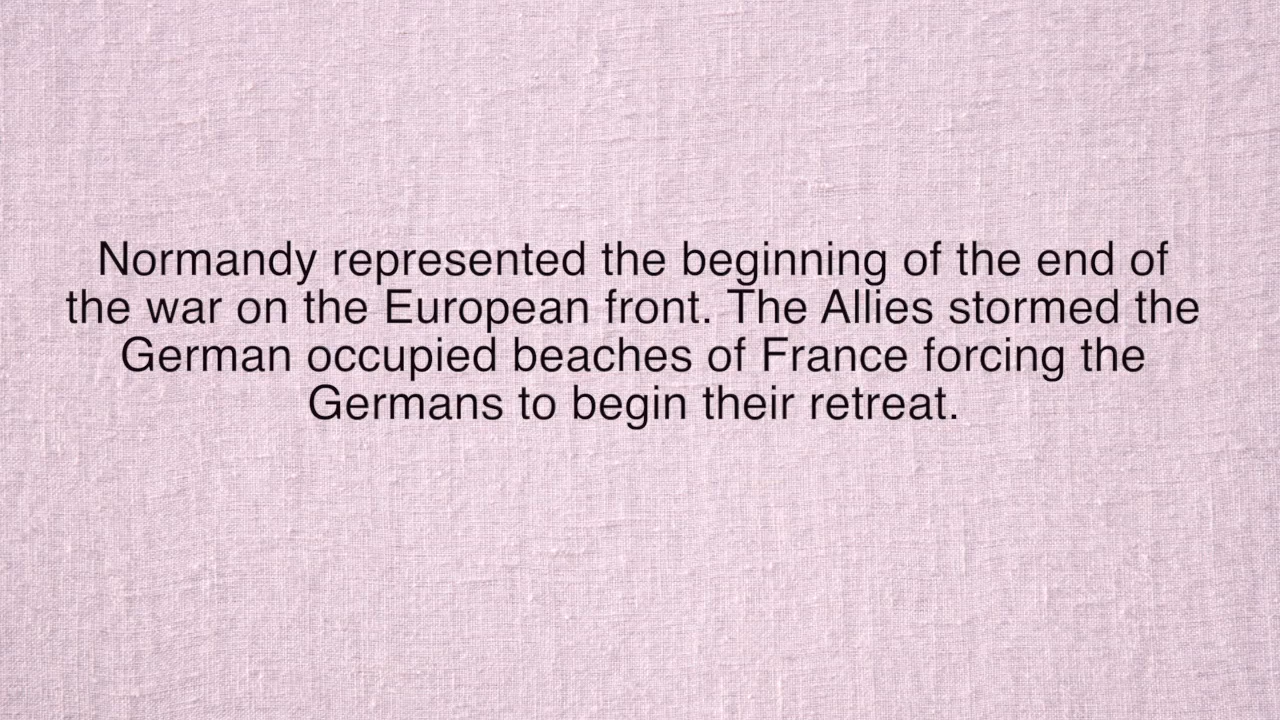 Normandy represented the beginning of the end of
the war on the European front. The Allies stormed the
German occupied beaches of France forcing the
Germans to begin their retreat.